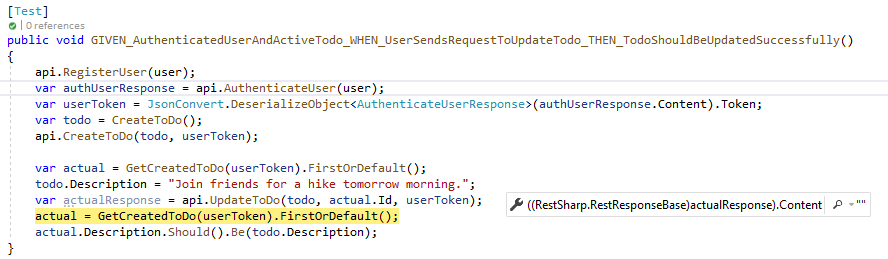 [Test]
| 0 references
public void GIVEN_AuthenticatedUserAndActiveTodo_WHEN_UserSendsRequestToUpdateTodo_THEN_TodoShouldBeUpdatedSuccessfully()
{
api.RegisterUser(user);
var authUserResponse = api.AuthenticateUser(user);
var userToken = JsonConvert.DeserializeObject<AuthenticateUserResponse>(authUserResponse.Content).Token;
var todo = CreateToDo();
api.CreateToDo(todo, userToken);
var actual = GetCreatedToDo(userToken).FirstOrDefault();
todo.Description = "Join friends for a hike tomorrow morning.";
var actualResponse = api.UpdateToDo(todo, actual.Id, userToken);
((RestSharp.RestResponseBase)actualResponse).Content ""
actual = GetCreatedToDo(userToken).FirstOrDefault();
actual.Description.Should().Be(todo.Description);
}